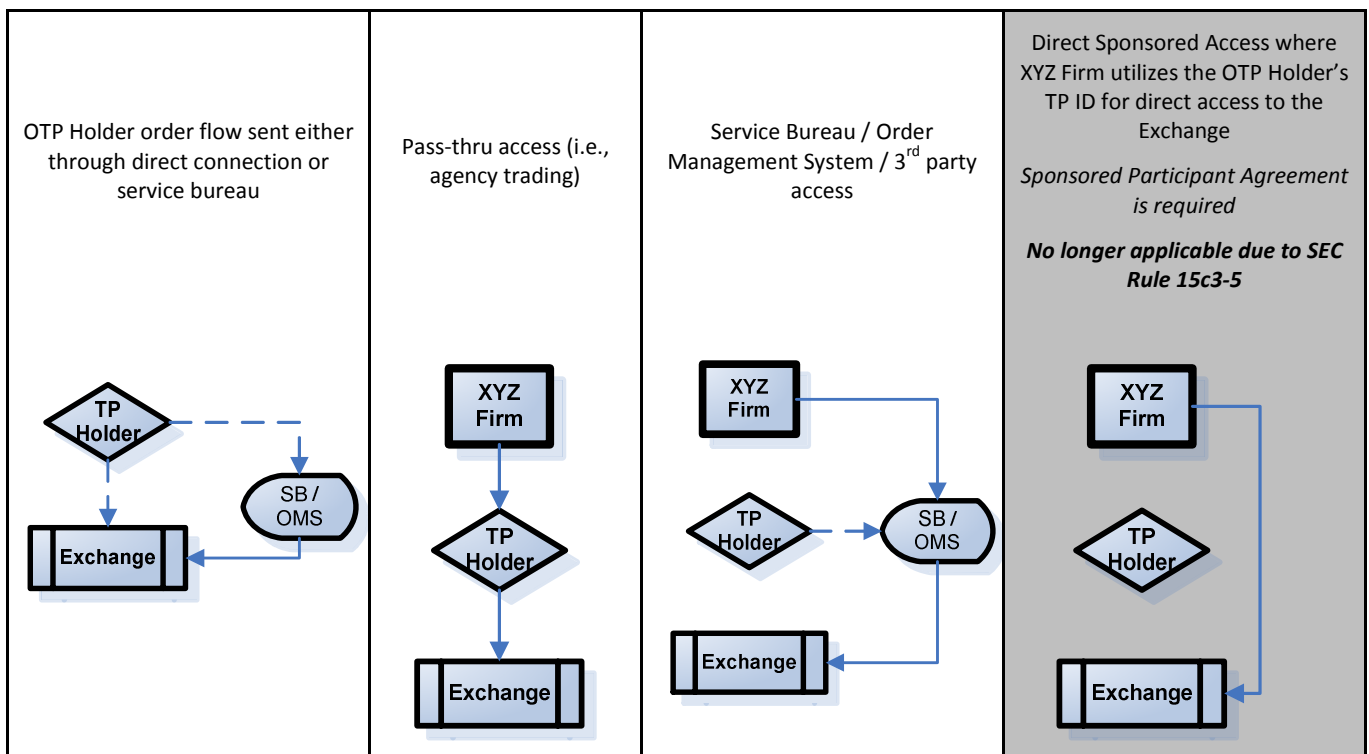 OTP Holder order flow sent either
through direct connection or
service bureau
TP
Holder
SB /
OMS
Exchange
Pass-thru access (i.e.,
agency trading)
XYZ
Firm
TP
Holder
Exchange
Service Bureau / Order
Management System / 3rd party
access
XYZ
Firm
TP
Holder
SB /
OMS
Exchange
Direct Sponsored Access where
XYZ Firm utilizes the OTP Holder’s
TP ID for direct access to the
Exchange
Sponsored Participant Agreement
is required
No longer applicable due to SEC
Rule 15c3-5
XYZ
Firm
TP
Holder
Exchange